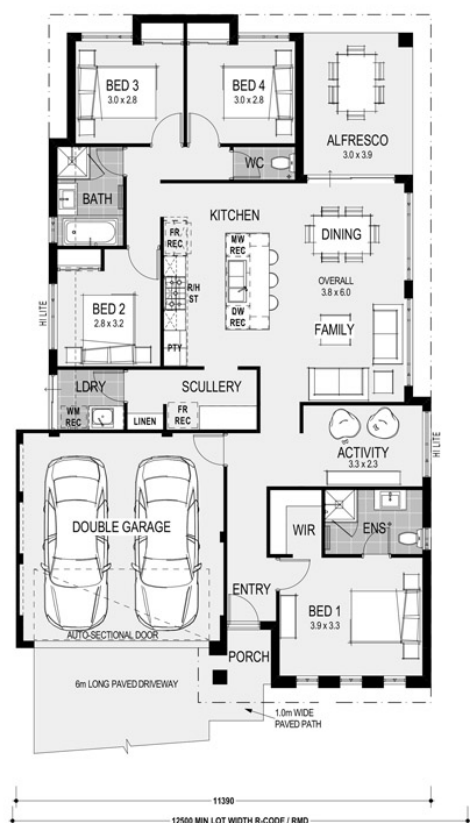 BED 3
3.0 x 2.8
BED 4
3.0 x 2.8
ALFRESCO
3.0 x 3.9
WC
BATH
KITCHEN
FR
REC
MW
REC
DINING
OVERALL
3.8 x 6.0
R/H
ST
DW
REC
FAMILY
HI LITE
BED 2
2.8 x 3.2
PTY
LDRY
SCULLERY
WM
REC
LINEN
FR
REC
ACTIVITY
3.3 x 2.3
HI LITE
DOUBLE GARAGE
WIR
ENS
ENTRY
BED 1
3.9 x 3.3
AUTO-SECTIONAL DOOR
PORCH
6m LONG PAVED DRIVEWAY
1.0m WIDE
PAVED PATH
11390
12500 MIN LOT WIDTH R-CODE / RMD